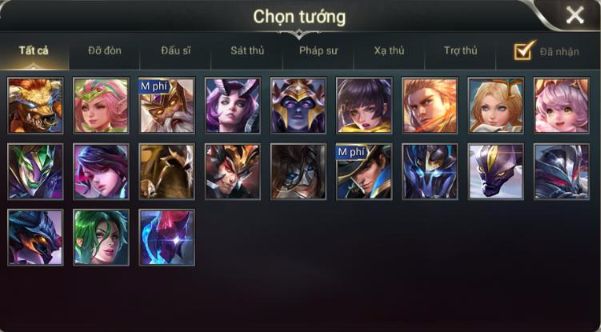 Chọn tướng
Tất cả Đỡ đòn Đấu sĩ Sát thủ Pháp sư Xạ thủ Trợ thủ Đã nhận
M phí
M phí